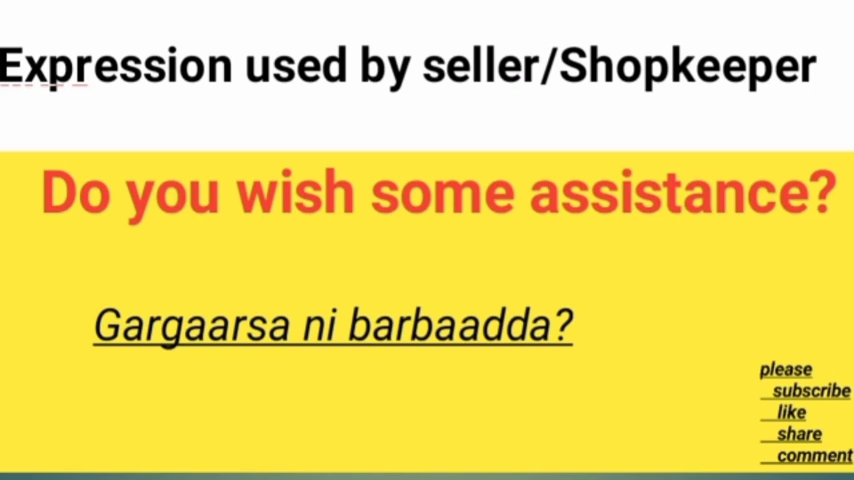 Expression used by seller/Shopkeeper
Do you wish some assistance?
Gargaarsa ni barbaadda?
please
subscribe
like
share
comment